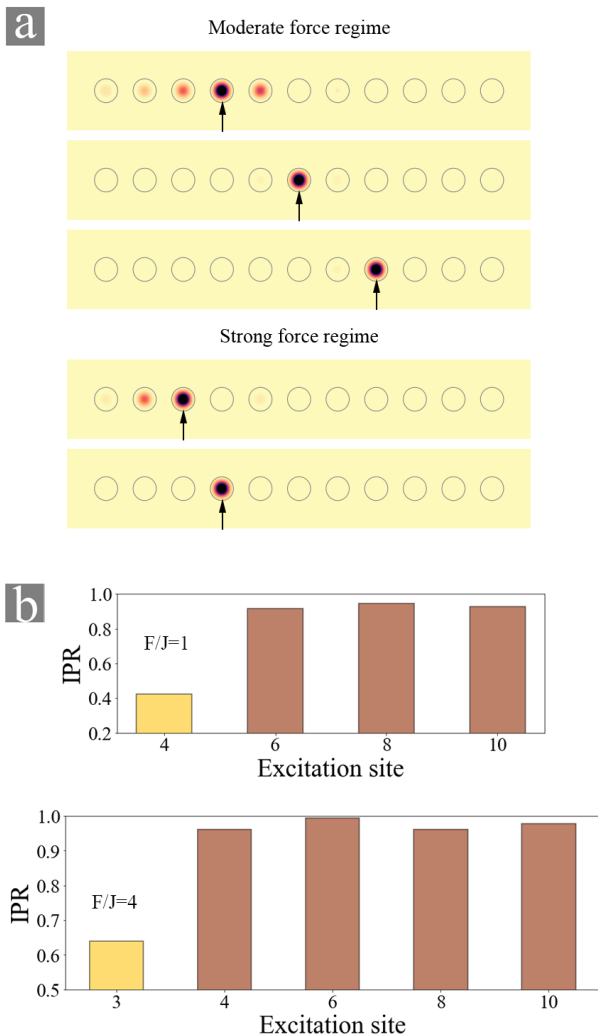 a
Moderate force regime
Strong force regime
b
1.0
0.8
0.6
0.4
0.2
IPR
F/J=1
4 6 8 10
Excitation site
1.0
0.9
0.8
0.7
0.6
0.5
IPR
F/J=4
3 4 6 8 10
Excitation site